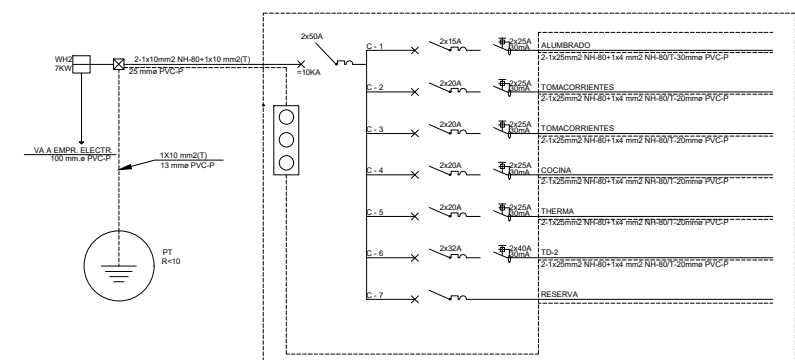 2x50A
=10KA
WH2
7KW
2-1x10mm2 NH-80+1x10 mm2(T)
25 mmø PVC-P
VA A EMPR. ELECTR.
100 mm.ø PVC-P
1X10 mm2(T)
13 mmø PVC-P
PT
R<10
C - 1
2x15A
2x25A
30mA
ALUMBRADO
2-1x25mm2 NH-80+1x4 mm2 NH-80/T-30mmø PVC-P
C - 2
2x20A
2x25A
30mA
TOMACORRIENTES
2-1x25mm2 NH-80+1x4 mm2 NH-80/T-20mmø PVC-P
C - 3
2x20A
2x25A
30mA
TOMACORRIENTES
2-1x25mm2 NH-80+1x4 mm2 NH-80/T-20mmø PVC-P
C - 4
2x20A
2x25A
30mA
COCINA
2-1x25mm2 NH-80+1x4 mm2 NH-80/T-20mmø PVC-P
C - 5
2x20A
2x25A
30mA
THERMA
2-1x25mm2 NH-80+1x4 mm2 NH-80/T-20mmø PVC-P
C - 6
2x32A
2x40A
30mA
TD-2
2-1x25mm2 NH-80+1x4 mm2 NH-80/T-20mmø PVC-P
C - 7
RESERVA